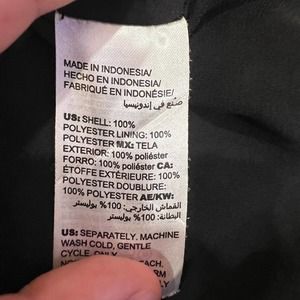 MADE IN INDONESIA/
HECHO EN INDONESIA/
FABRIQUÉ EN INDONÉSIE/
صنع في إندونيسيا
US: SHELL: 100%
POLYESTER LINING: 100%
POLYESTER MX: TELA
EXTERIOR: 100% poliéster
FORRO: 100% poliéster CA:
ÉTOFFE EXTÉRIEURE: 100%
POLYESTER DOUBLURE:
100% POLYESTER AE/KW:
القماش الخارجي: 100% بوليستر
البطانة: 100% بوليستر
US: SEPARATELY. MACHINE
WASH COLD, GENTLE
CYCLE. ONLY